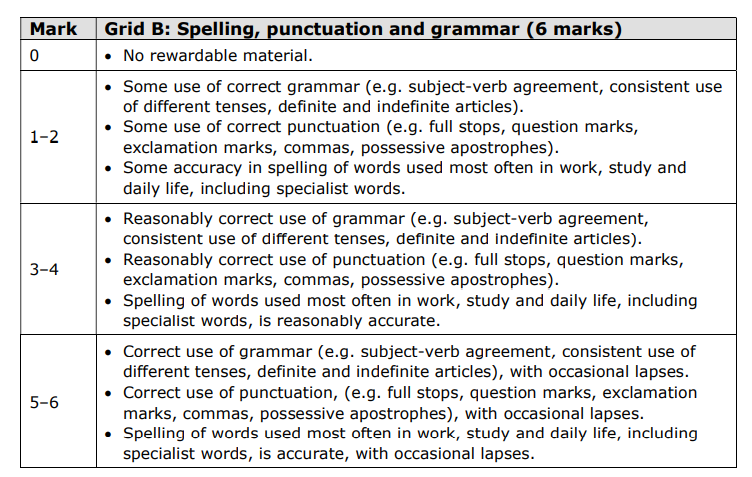 Mark Grid B: Spelling, punctuation and grammar (6 marks)
0 • No rewardable material.
• Some use of correct grammar (e.g. subject-verb agreement, consistent use
of different tenses, definite and indefinite articles).
• Some use of correct punctuation (e.g. full stops, question marks,
1–2
exclamation marks, commas, possessive apostrophes).
• Some accuracy in spelling of words used most often in work, study and
daily life, including specialist words.
• Reasonably correct use of grammar (e.g. subject-verb agreement,
consistent use of different tenses, definite and indefinite articles).
• Reasonably correct use of punctuation (e.g. full stops, question marks,
3–4
exclamation marks, commas, possessive apostrophes).
• Spelling of words used most often in work, study and daily life, including
specialist words, is reasonably accurate.
• Correct use of grammar (e.g. subject-verb agreement, consistent use of
different tenses, definite and indefinite articles), with occasional lapses.
• Correct use of punctuation, (e.g. full stops, question marks, exclamation
5–6
marks, commas, possessive apostrophes), with occasional lapses.
• Spelling of words used most often in work, study and daily life, including
specialist words, is accurate, with occasional lapses.